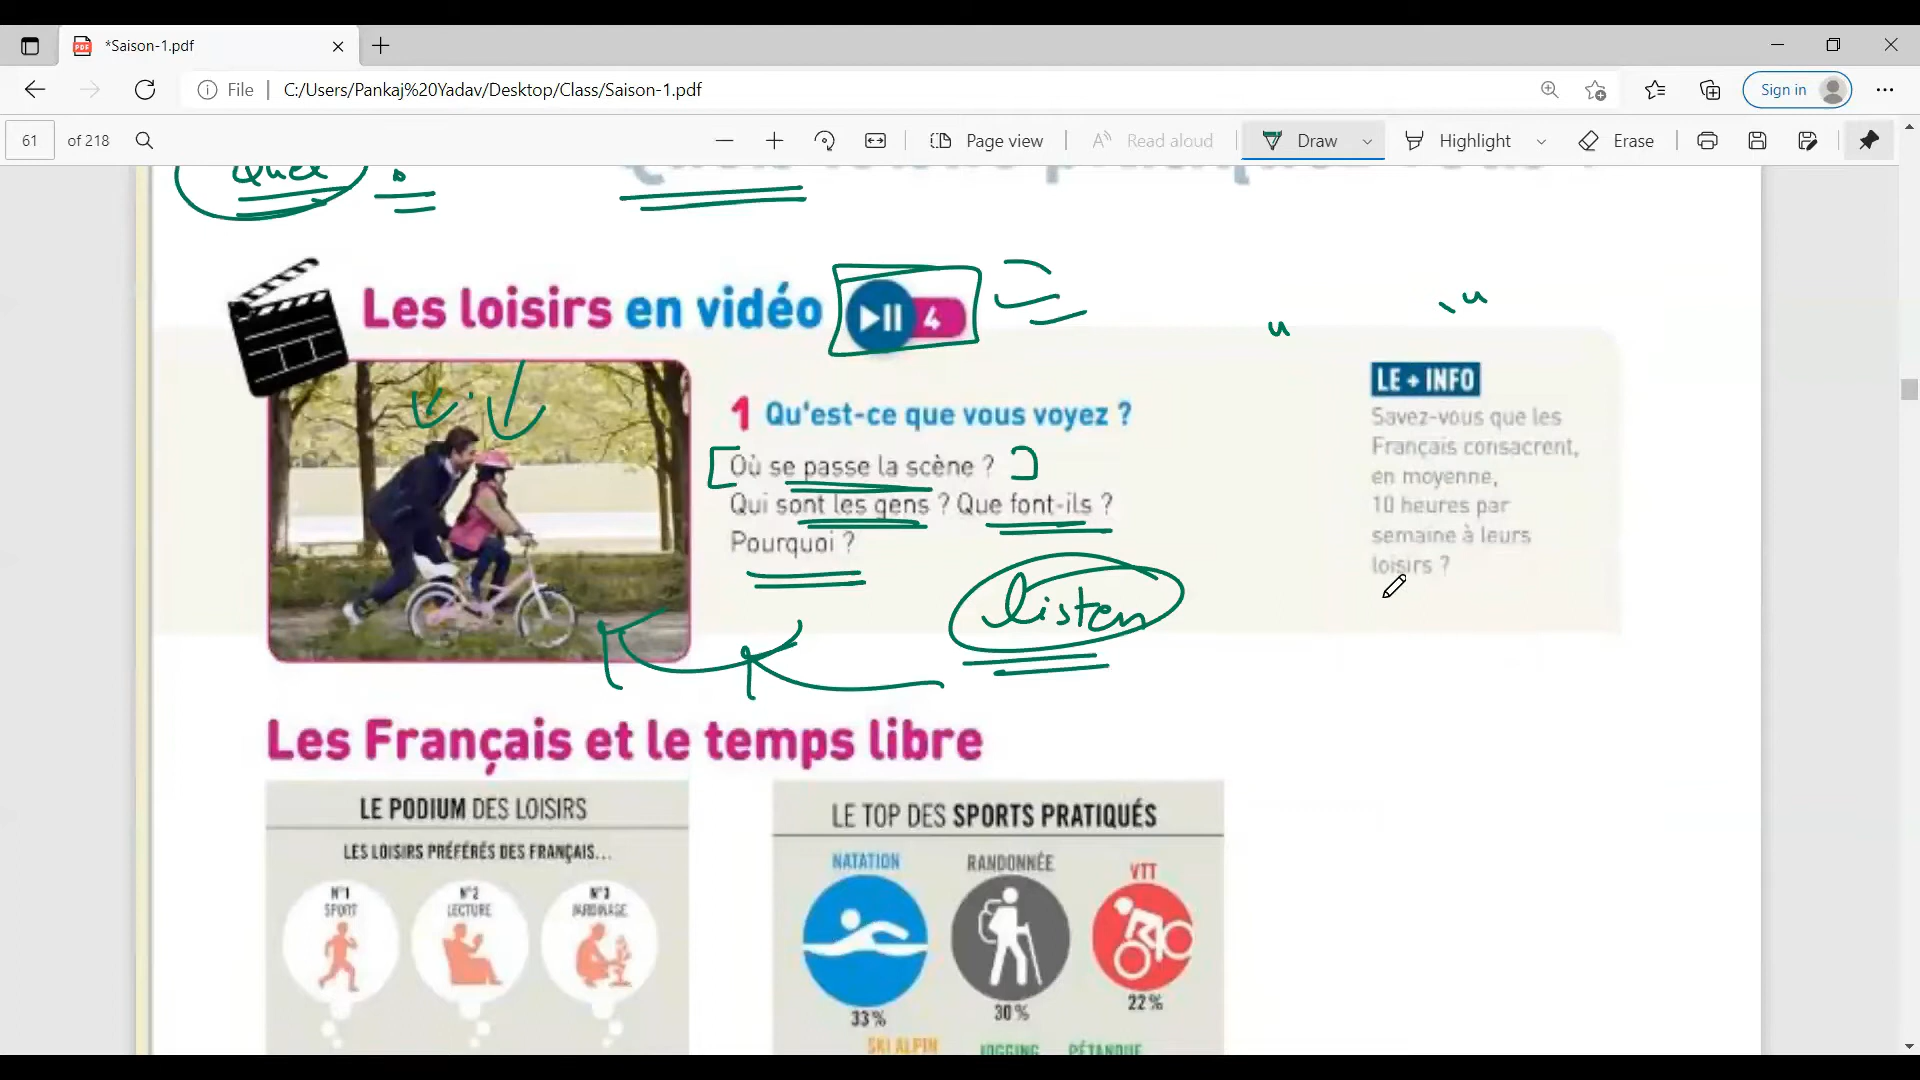 *Saison-1.pdf
File C:/Users/Pankaj%20Yadav/Desktop/Class/Saison-1.pdf Sign in
61 of 218 Page view Read aloud Draw Highlight Erase
Les loisirs en vidéo 4
1 Qu'est-ce que vous voyez ?
Où se passe la scène ?
Qui sont les gens ? Que font-ils ?
Pourquoi ?
listen
LE + INFO
Savez-vous que les
Français consacrent,
en moyenne,
10 heures par
semaine à leurs
loisirs ?
Les Français et le temps libre
LE PODIUM DES LOISIRS
LES LOISIRS PRÉFÉRÉS DES FRANÇAIS...
N°1
SPORT
N°2
LECTURE
N°3
JARDINAGE
LE TOP DES SPORTS PRATIQUÉS
NATATION
33%
RANDONNÉE
30%
VTT
22%
SKI ALPIN
JOGGING
PÉTANQUE